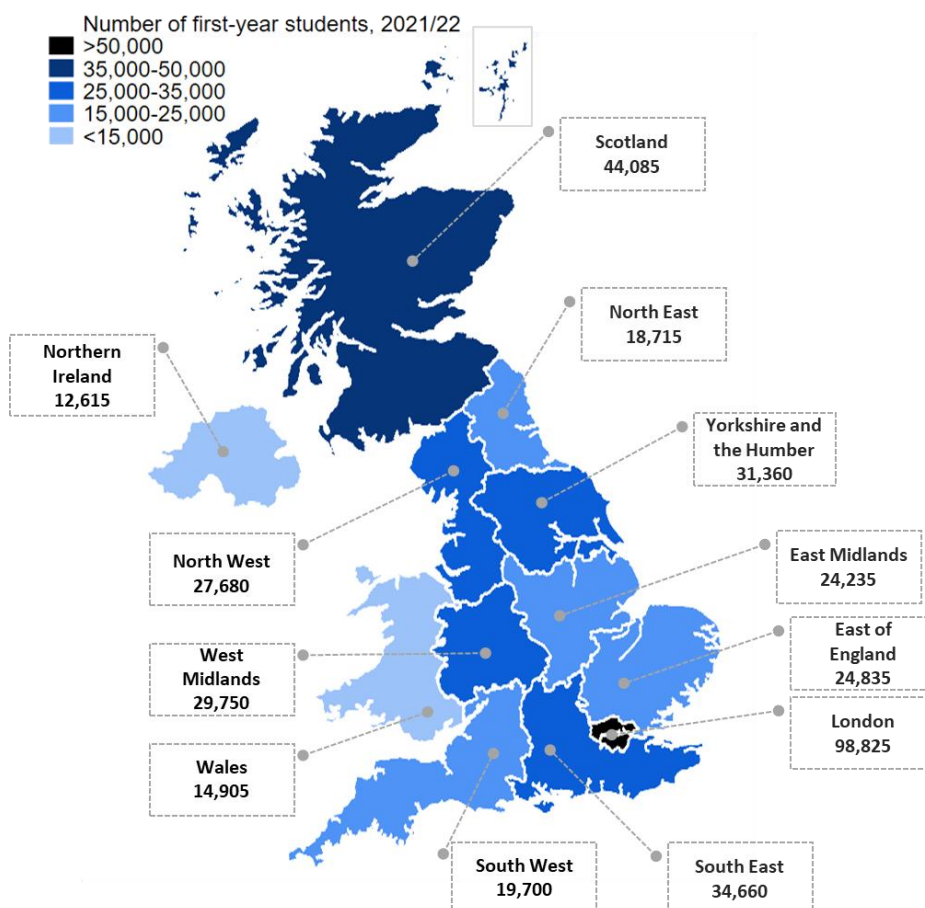 Number of first-year students, 2021/22
>50,000
35,000-50,000
25,000-35,000
15,000-25,000
<15,000
Scotland
44,085
North East
18,715
Northern
Ireland
12,615
Yorkshire and
the Humber
31,360
North West
27,680
East Midlands
24,235
East of
England
24,835
West
Midlands
29,750
London
98,825
Wales
14,905
South West
19,700
South East
34,660